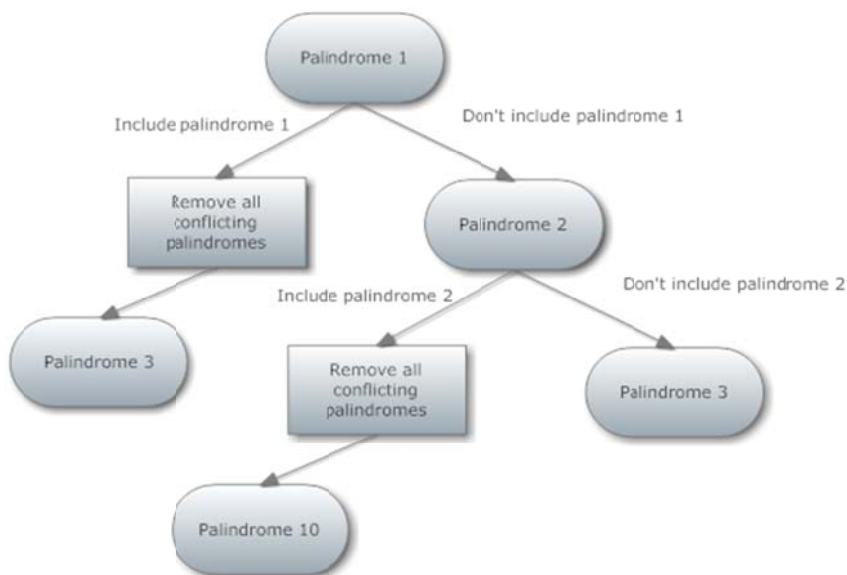 Palindrome 1
Include palindrome 1
Don't include palindrome 1
Remove all
conflicting
palindromes
Palindrome 2
Include palindrome 2
Don't include palindrome 2
Palindrome 3
Remove all
conflicting
palindromes
Palindrome 3
Palindrome 10